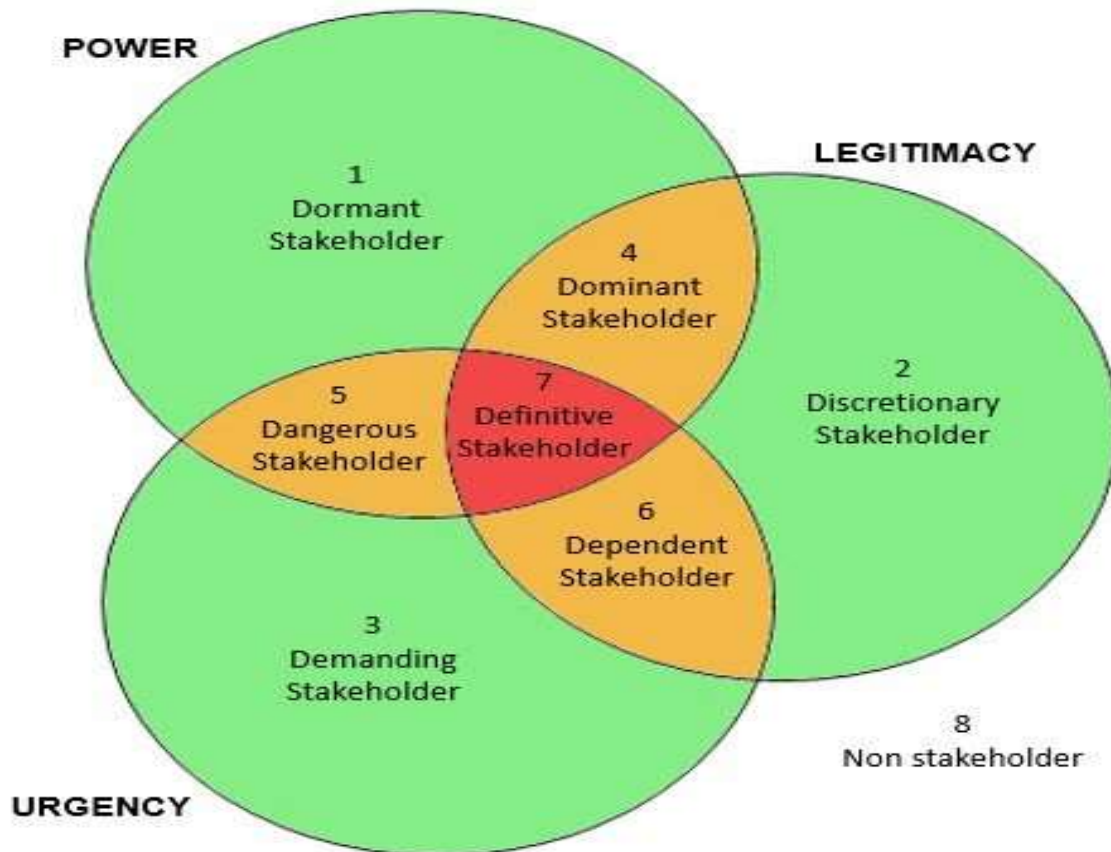 POWER
LEGITIMACY
1
Dormant
Stakeholder
4
Dominant
Stakeholder
2
Discretionary
Stakeholder
5
Dangerous
Stakeholder
7
Definitive
Stakeholder
6
Dependent
Stakeholder
3
Demanding
Stakeholder
8
Non stakeholder
URGENCY